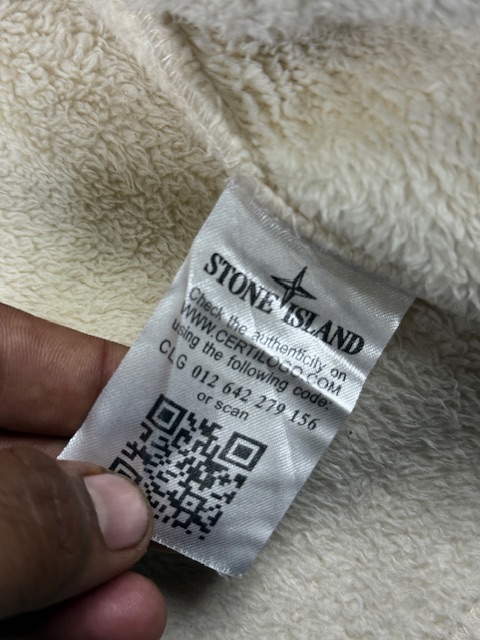 STONE ISLAND
Check the authenticity on
WWW.CERTILOGO.COM
using the following code:
CLG 012 642 279 156
or scan